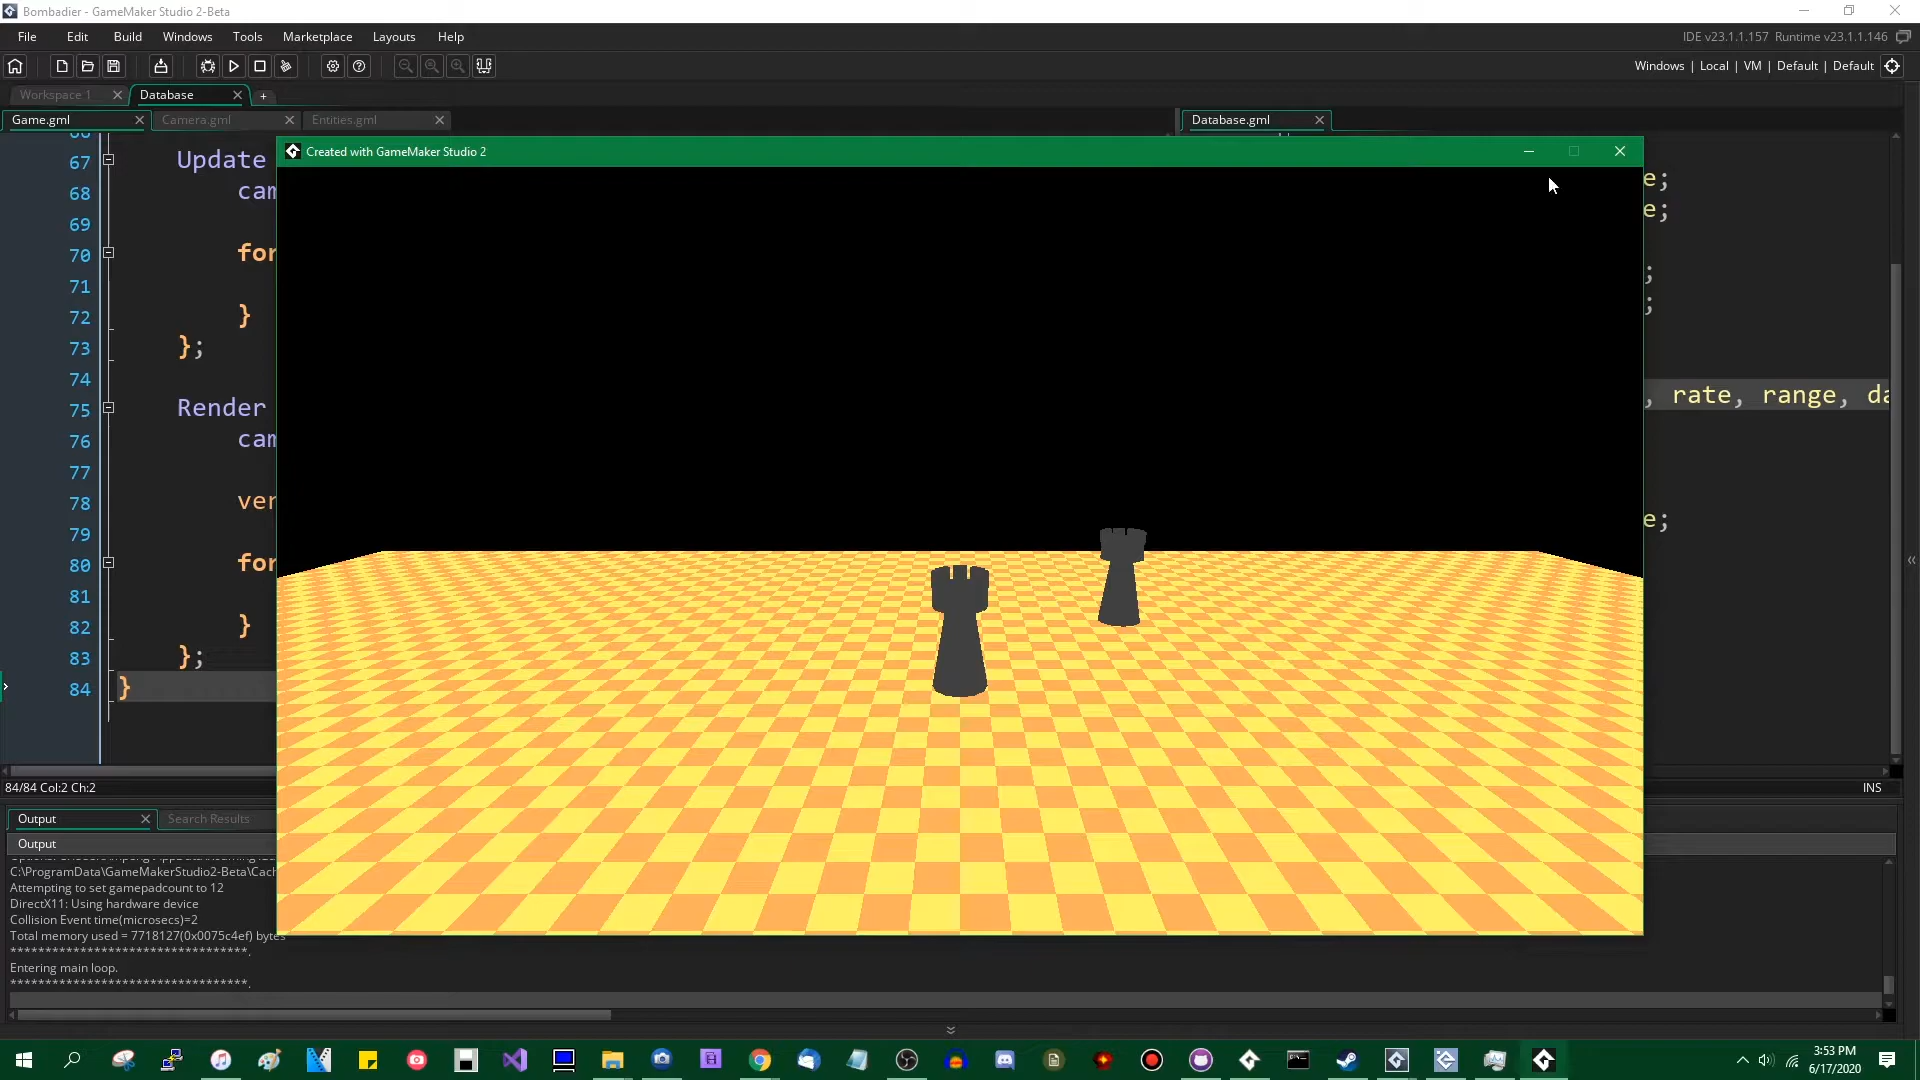 Bombadier - GameMaker Studio 2-Beta
File Edit Build Windows Tools Marketplace Layouts Help
IDE v23.1.1.157 Runtime v23.1.1.146
Windows | Local | VM | Default | Default
Workspace 1
Database
Game.gml
Camera.gml
Entities.gml
Database.gml
Created with GameMaker Studio 2
67 Update
68 cam
69
70 for
71
72 }
73 };
74
75 Render
76 cam
77
78 ver
79
80 for
81
82 }
83 };
84 }
e;
e;
;
;
, rate, range, da
e;
84/84 Col:2 Ch:2
INS
Output
Search Results
Output
C:\ProgramData\GameMakerStudio2-Beta\Cach
Attempting to set gamepadcount to 12
DirectX11: Using hardware device
Collision Event time(microsecs)=2
Total memory used = 7718127(0x0075c4ef) bytes
**********************************.
Entering main loop.
**********************************.
3:53 PM
6/17/2020